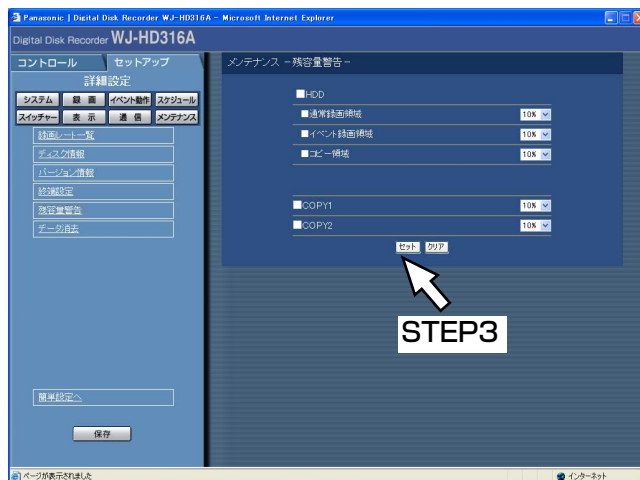 Panasonic | Digital Disk Recorder WJ-HD316A - Microsoft Internet Explorer
Digital Disk Recorder WJ-HD316A
コントロール セットアップ
詳細設定
システム 録 画 イベント動作 スケジュール
スイッチャー 表 示 通 信 メンテナンス
録画レート一覧
ディスク情報
バージョン情報
終端設定
残容量警告
データ消去
簡単設定へ
保存
メンテナンス －残容量警告－
HDD
■通常録画領域 10%
■イベント録画領域 10%
■コピー領域 10%
COPY1 10%
COPY2 10%
セット クリア
STEP3
ページが表示されました インターネット